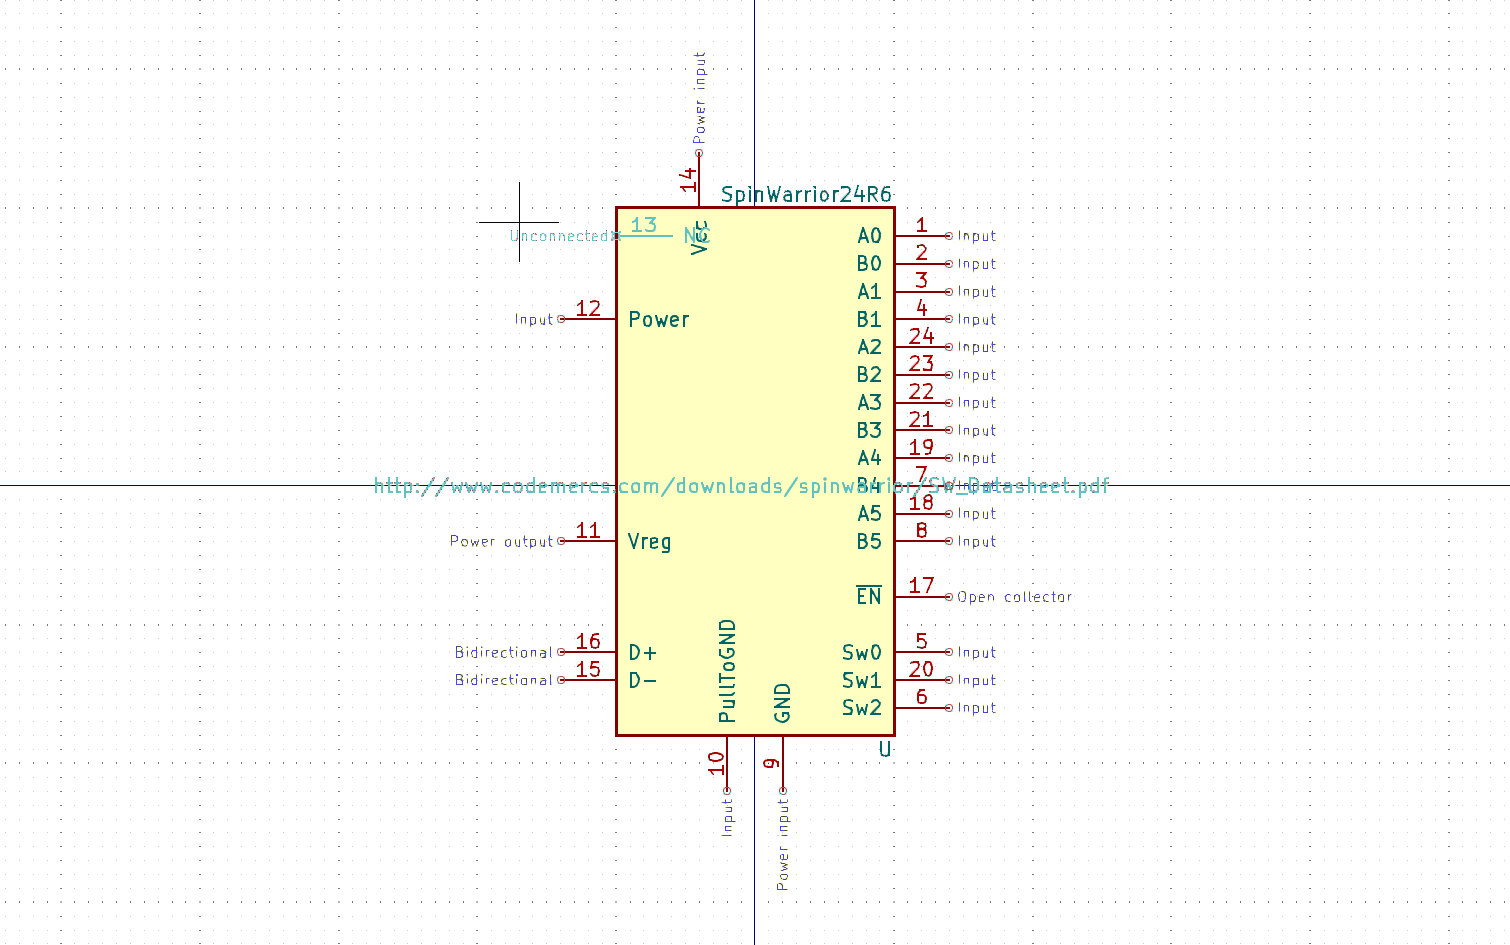 Power input
14
SpinWarrior24R6
Unconnected 13 NC
Vcc
A0 1 Input
B0 2 Input
A1 3 Input
Input 12 Power
B1 4 Input
A2 24 Input
B2 23 Input
A3 22 Input
B3 21 Input
A4 19 Input
B4 7 Input
http://www.codemercs.com/downloads/spinwarrior/SW_Datasheet.pdf
A5 18 Input
Power output 11 Vreg
B5 8 Input
EN 17 Open collector
Bidirectional 16 D+
Sw0 5 Input
Bidirectional 15 D-
Sw1 20 Input
Sw2 6 Input
PullToGND
GND
U
10
9
Input
Power input